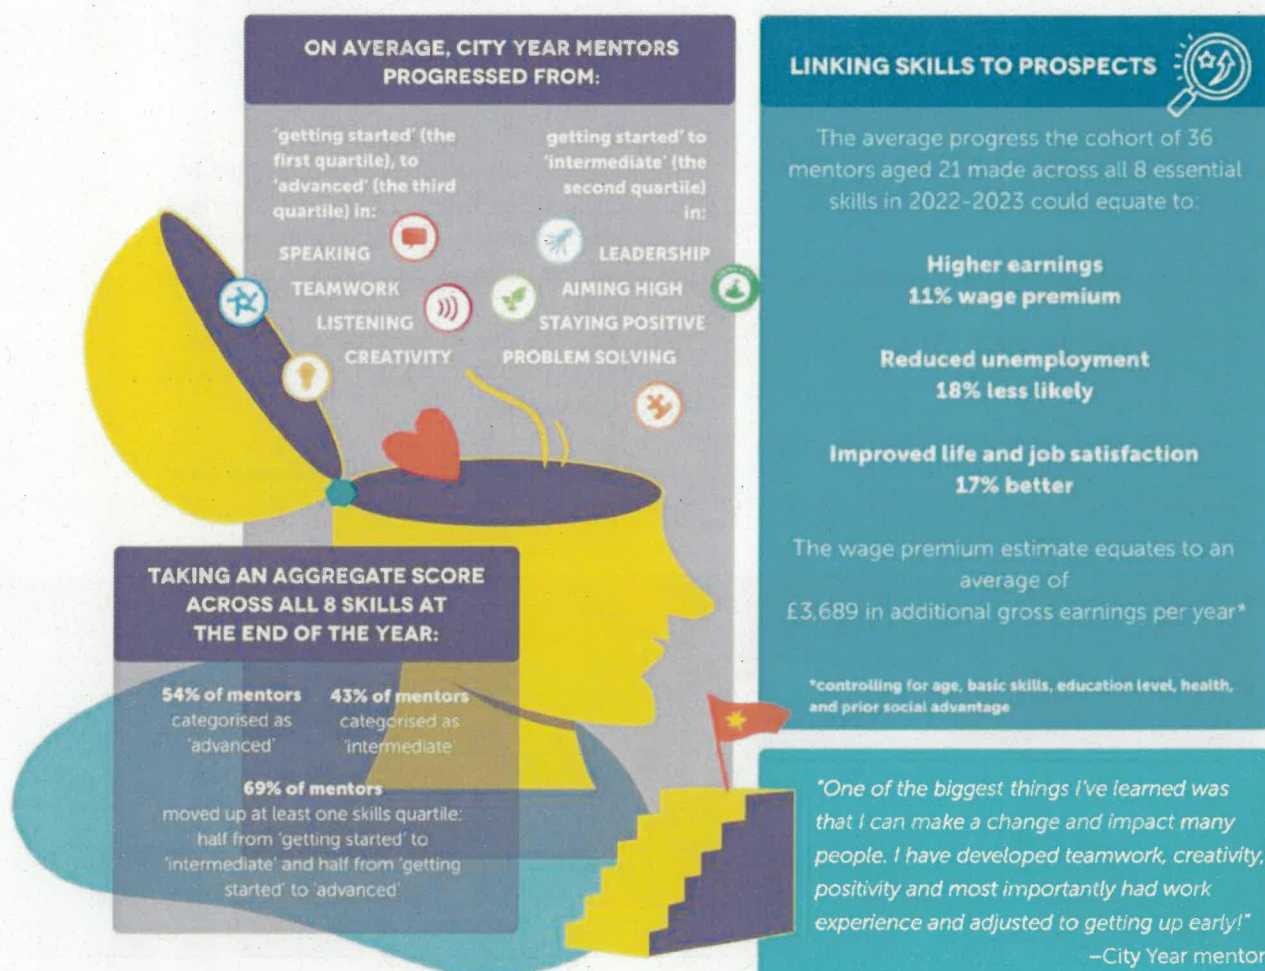 ON AVERAGE, CITY YEAR MENTORS
PROGRESSED FROM:
'getting started' (the
first quartile), to
'advanced' (the third
quartile) in:
SPEAKING
TEAMWORK
LISTENING
CREATIVITY
getting started' to
'intermediate' (the
second quartile)
in:
LEADERSHIP
AIMING HIGH
STAYING POSITIVE
PROBLEM SOLVING
TAKING AN AGGREGATE SCORE
ACROSS ALL 8 SKILLS AT
THE END OF THE YEAR:
54% of mentors
categorised as
'advanced'
43% of mentors
categorised as
'intermediate'
69% of mentors
moved up at least one skills quartile:
half from 'getting started' to
'intermediate' and half from 'getting
started' to 'advanced'
LINKING SKILLS TO PROSPECTS
The average progress the cohort of 36
mentors aged 21 made across all 8 essential
skills in 2022-2023 could equate to:
Higher earnings
11% wage premium
Reduced unemployment
18% less likely
Improved life and job satisfaction
17% better
The wage premium estimate equates to an
average of
£3,689 in additional gross earnings per year*
*controlling for age, basic skills, education level, health,
and prior social advantage
"One of the biggest things I've learned was
that I can make a change and impact many
people. I have developed teamwork, creativity,
positivity and most importantly had work
experience and adjusted to getting up early!"
–City Year mentor